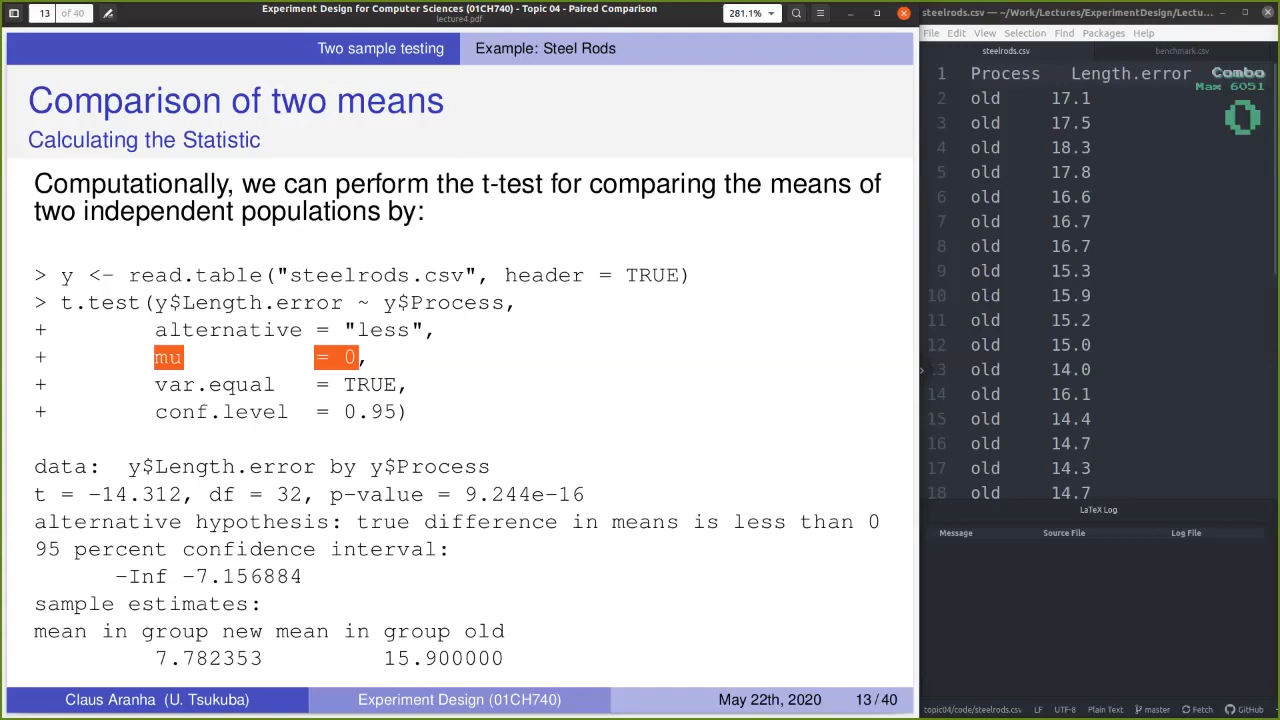 13 of 40
Experiment Design for Computer Sciences (01CH740) - Topic 04 - Paired Comparison
lecture4.pdf
281.1%
Two sample testing
Example: Steel Rods
Comparison of two means
Calculating the Statistic
Computationally, we can perform the t-test for comparing the means of
two independent populations by:
> y <- read.table("steelrods.csv", header = TRUE)
> t.test(y$Length.error ~ y$Process,
+ alternative = "less",
+ mu = 0,
+ var.equal = TRUE,
+ conf.level = 0.95)
data: y$Length.error by y$Process
t = -14.312, df = 32, p-value = 9.244e-16
alternative hypothesis: true difference in means is less than 0
95 percent confidence interval:
-Inf -7.156884
sample estimates:
mean in group new mean in group old
7.782353 15.900000
Claus Aranha (U. Tsukuba)
Experiment Design (01CH740)
May 22th, 2020
13 / 40
steelrods.csv — ~/Work/Lectures/ExperimentDesign/Lectu...
File Edit View Selection Find Packages Help
steelrods.csv
benchmark.csv
1 Process Length.error
2 old 17.1
3 old 17.5
4 old 18.3
5 old 17.8
6 old 16.6
7 old 16.7
8 old 16.7
9 old 15.3
10 old 15.9
11 old 15.2
12 old 15.0
13 old 14.0
14 old 16.1
15 old 14.4
16 old 14.7
17 old 14.3
18 old 14.7
Combo
Max 6051
0
LaTeX Log
Message Source File Log File
topic04/code/steelrods.csv LF UTF-8 Plain Text master Fetch GitHub